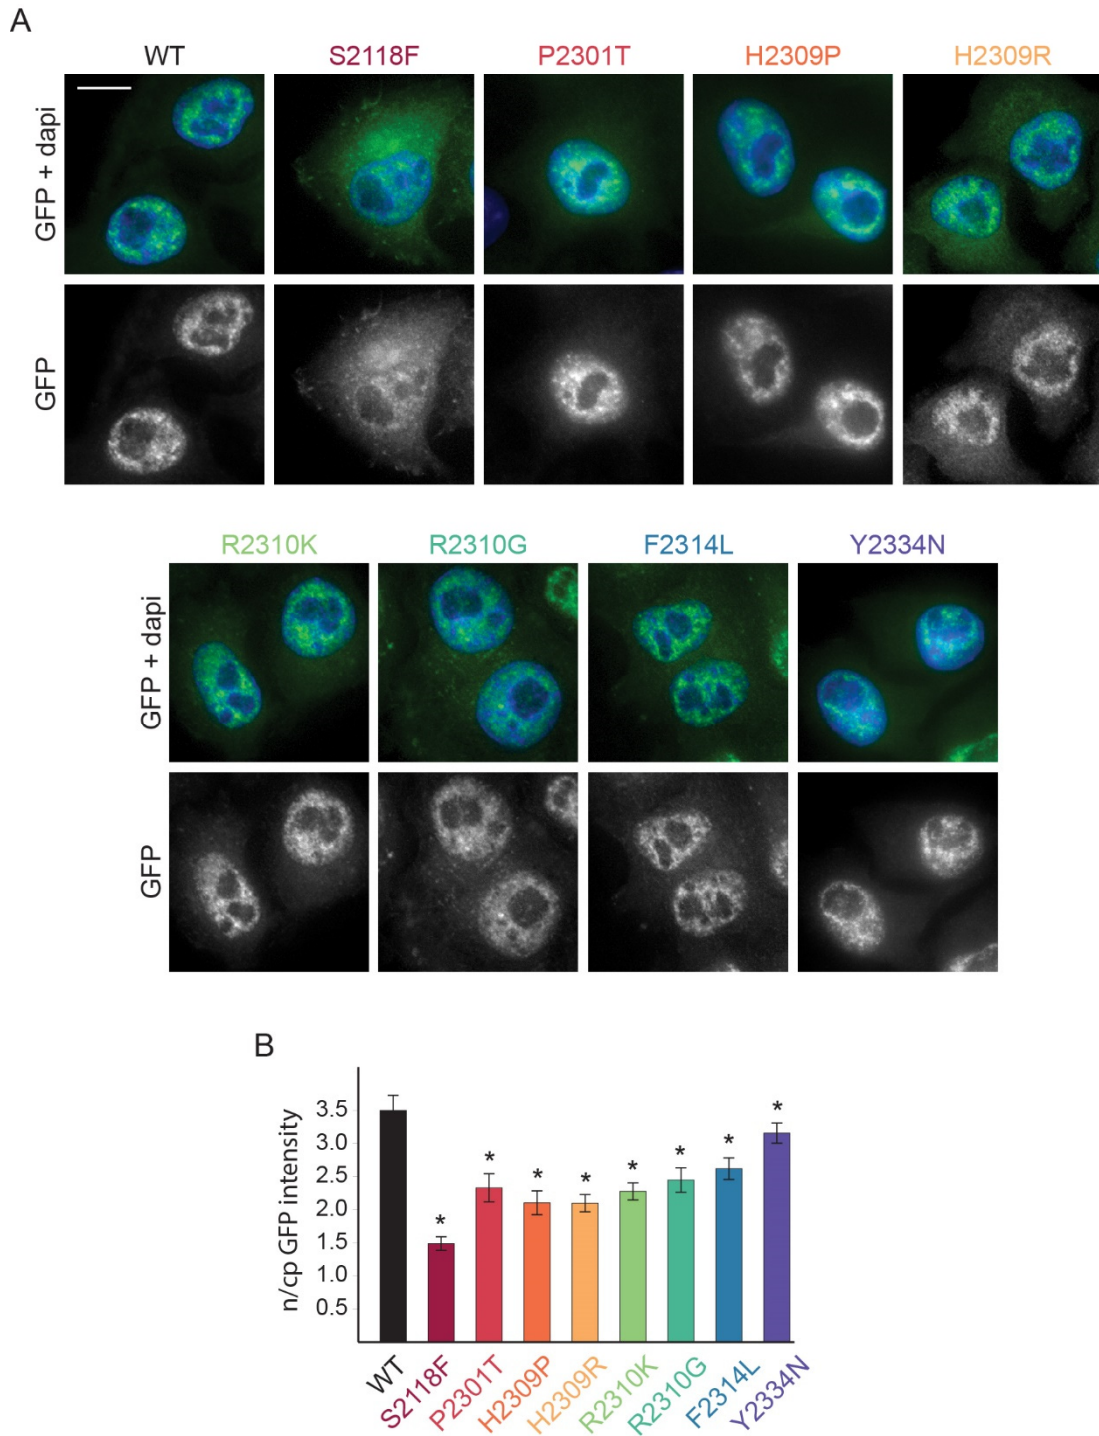 A
WT S2118F P2301T H2309P H2309R
GFP + dapi
GFP
R2310K R2310G F2314L Y2334N
GFP + dapi
GFP
B
n/cp GFP intensity
3.5
3.0
2.5
2.0
1.5
1.0
0.5
* * * * * * * *
WT S2118F P2301T H2309P H2309R R2310K R2310G F2314L Y2334N